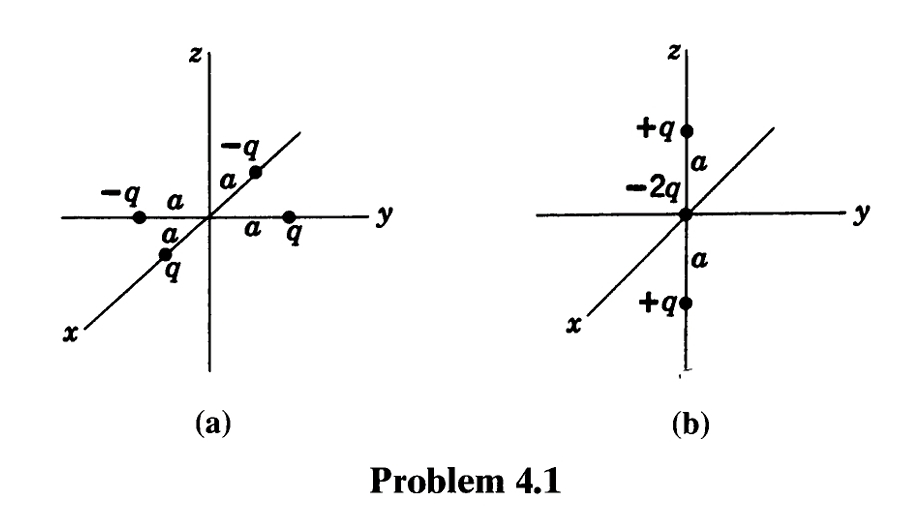 z
−q
−q a a
a a q y
q
x
(a)
z
+q
a
−2q
y
a
+q
x
(b)
Problem 4.1